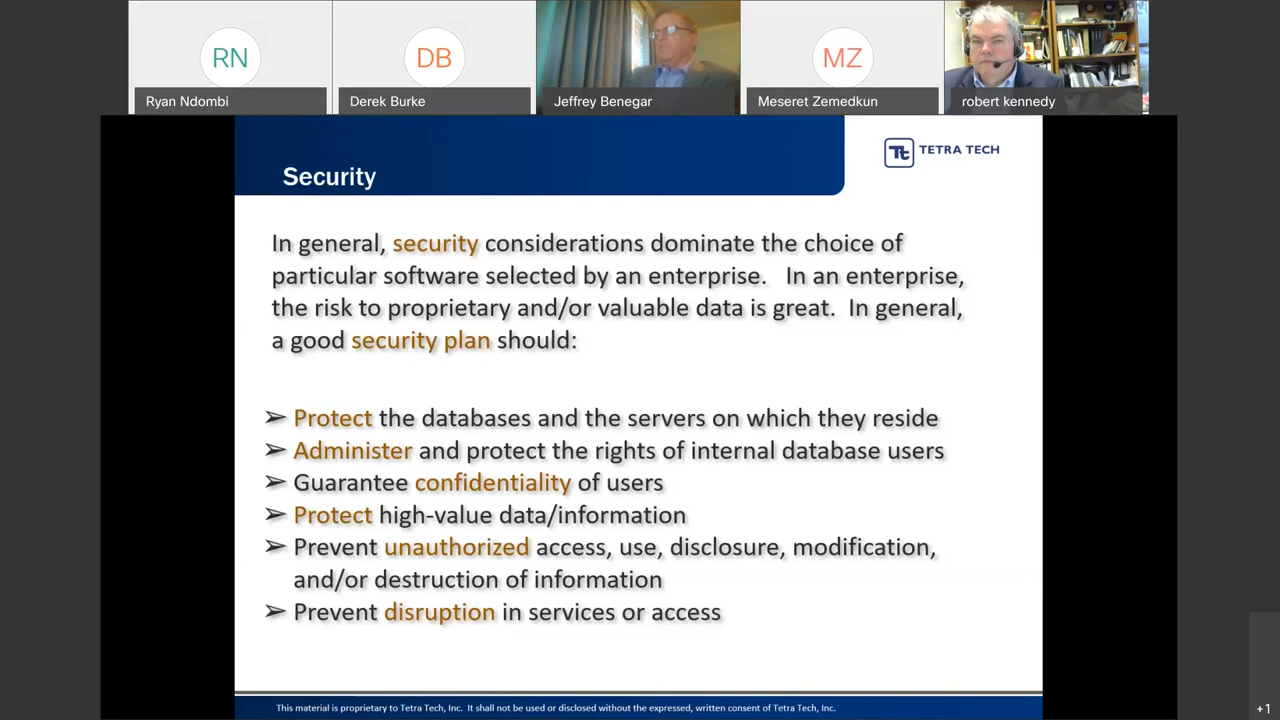 RN
DB
MZ
Ryan Ndombi
Derek Burke
Jeffrey Benegar
Meseret Zemedkun
robert kennedy
Tt TETRA TECH
Security
In general, security considerations dominate the choice of
particular software selected by an enterprise. In an enterprise,
the risk to proprietary and/or valuable data is great. In general,
a good security plan should:
➢ Protect the databases and the servers on which they reside
➢ Administer and protect the rights of internal database users
➢ Guarantee confidentiality of users
➢ Protect high-value data/information
➢ Prevent unauthorized access, use, disclosure, modification,
and/or destruction of information
➢ Prevent disruption in services or access
This material is proprietary to Tetra Tech, Inc. It shall not be used or disclosed without the expressed, written consent of Tetra Tech, Inc.
+1